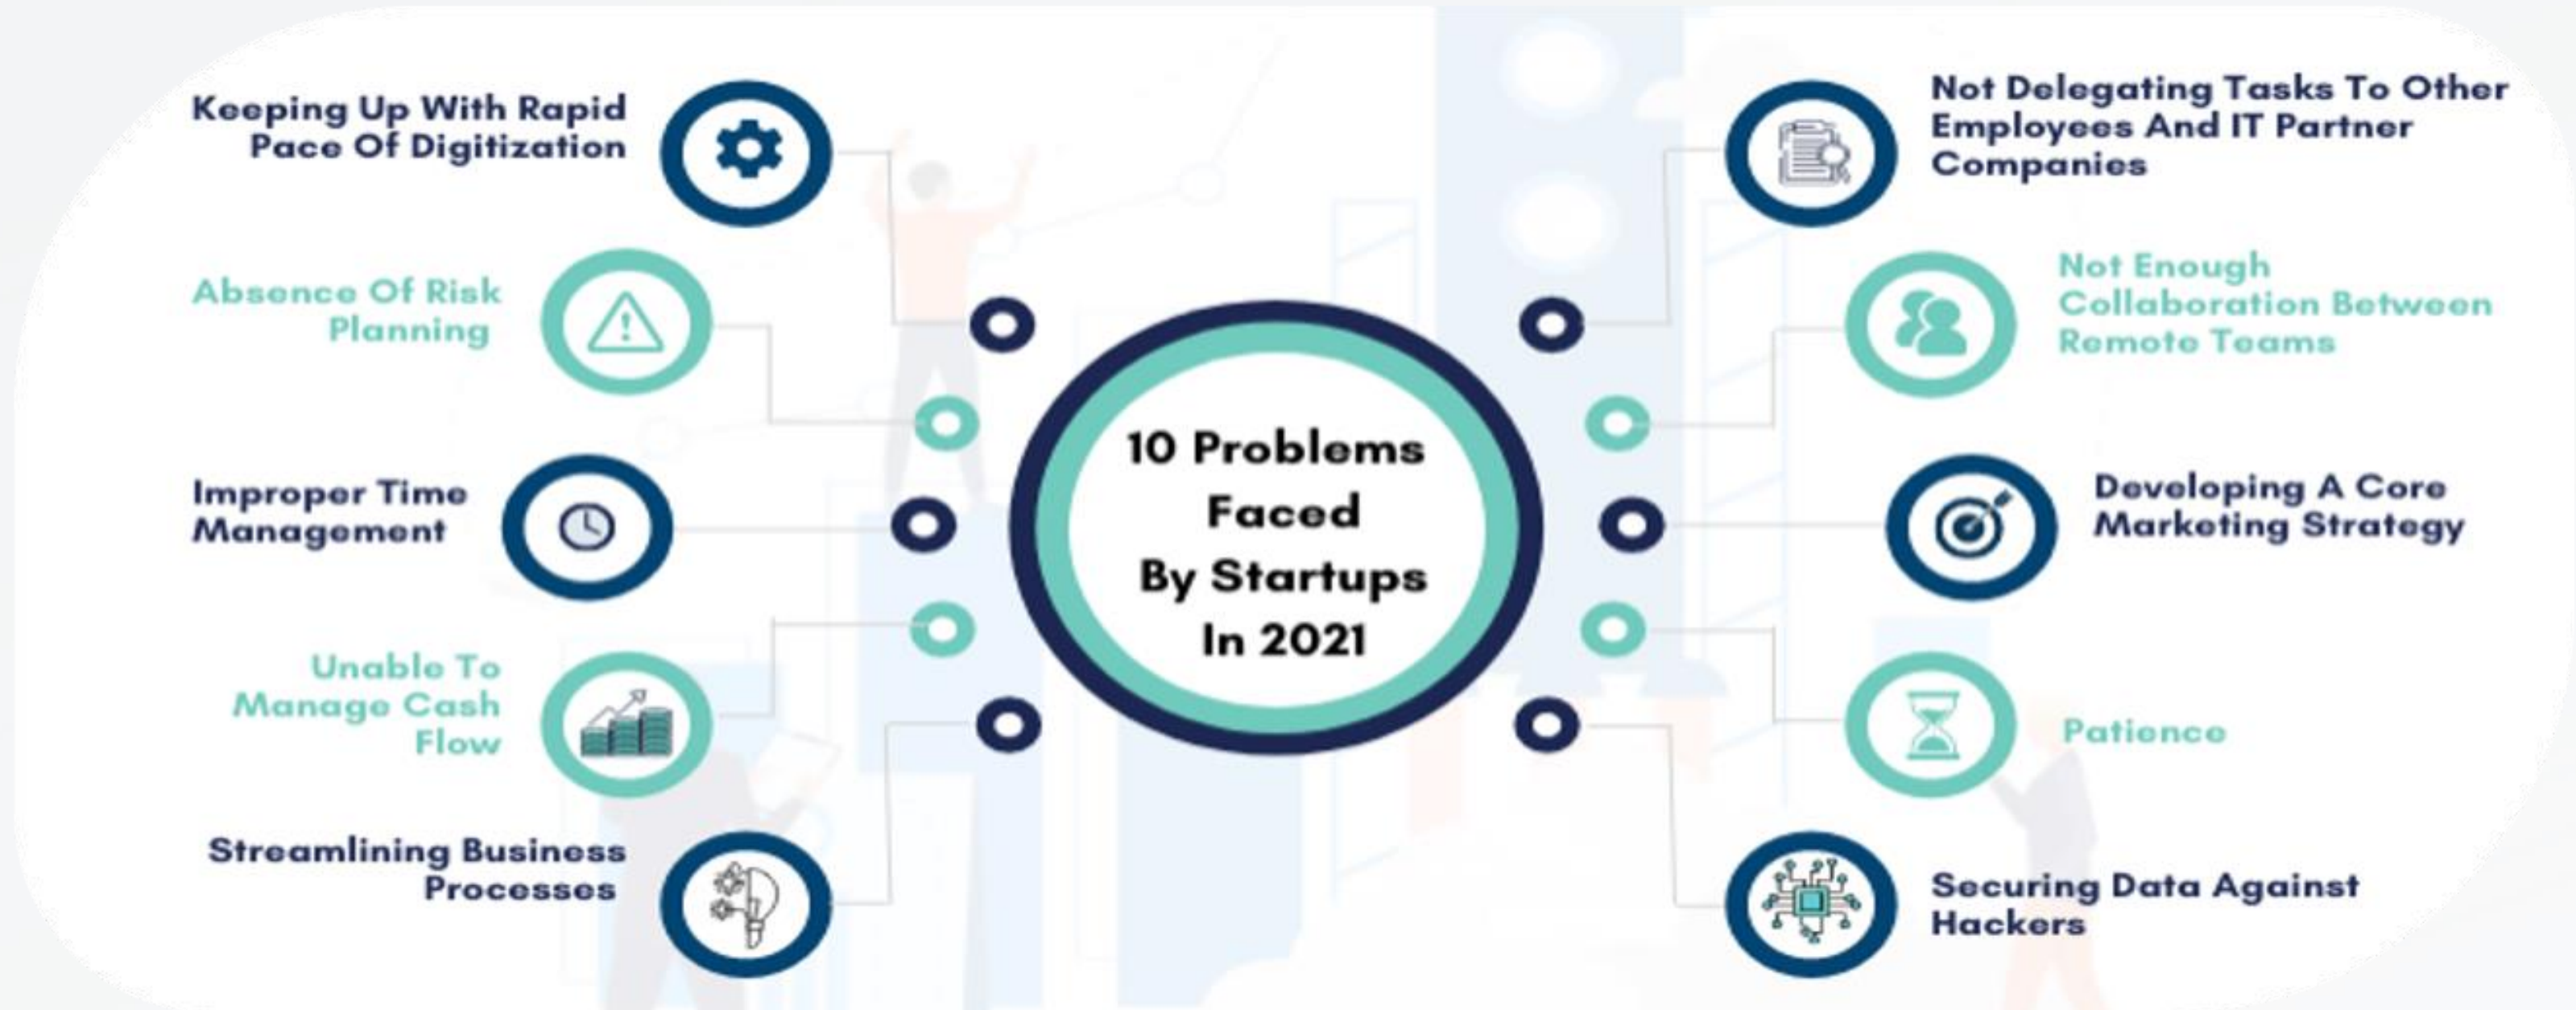 Keeping Up With Rapid
Pace Of Digitization
Absence Of Risk
Planning
Improper Time
Management
Unable To
Manage Cash
Flow
Streamlining Business
Processes
10 Problems
Faced
By Startups
In 2021
Not Delegating Tasks To Other
Employees And IT Partner
Companies
Not Enough
Collaboration Between
Remote Teams
Developing A Core
Marketing Strategy
Patience
Securing Data Against
Hackers